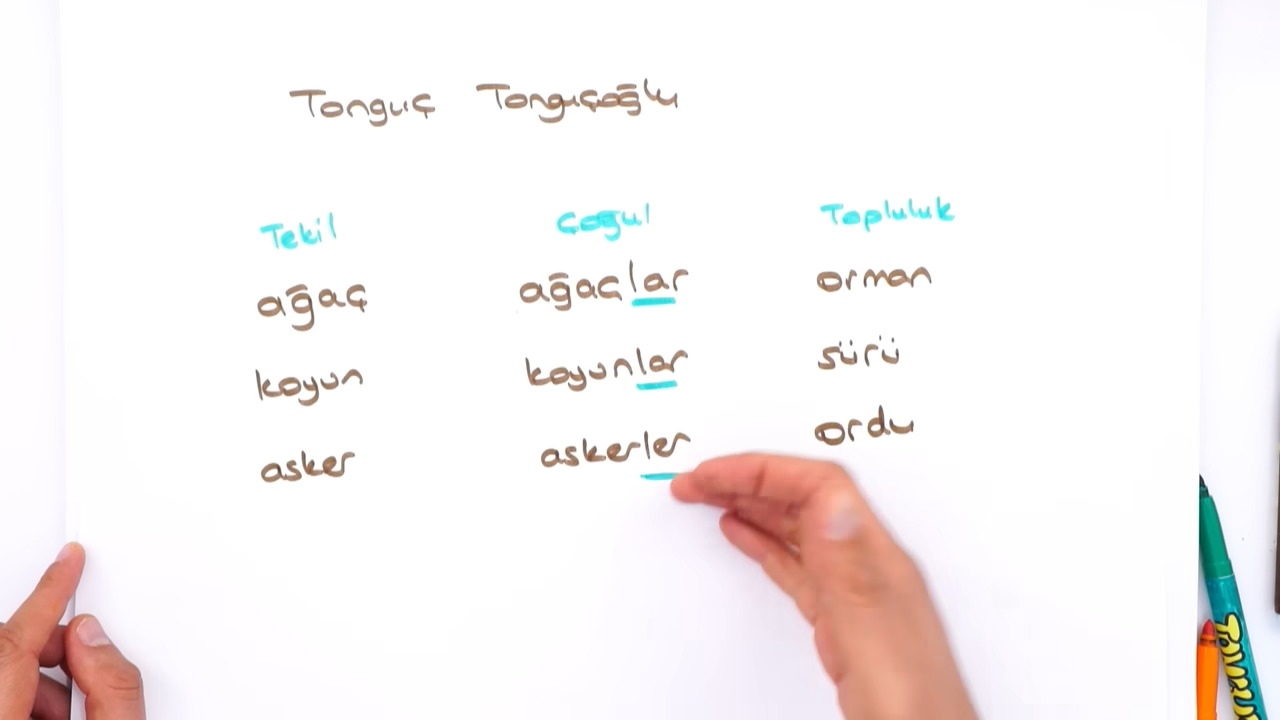 Tonguç Tonguçoğlu
Tekil Çoğul Topluluk
ağaç ağaçlar orman
koyun koyunlar sürü
asker askerler ordu